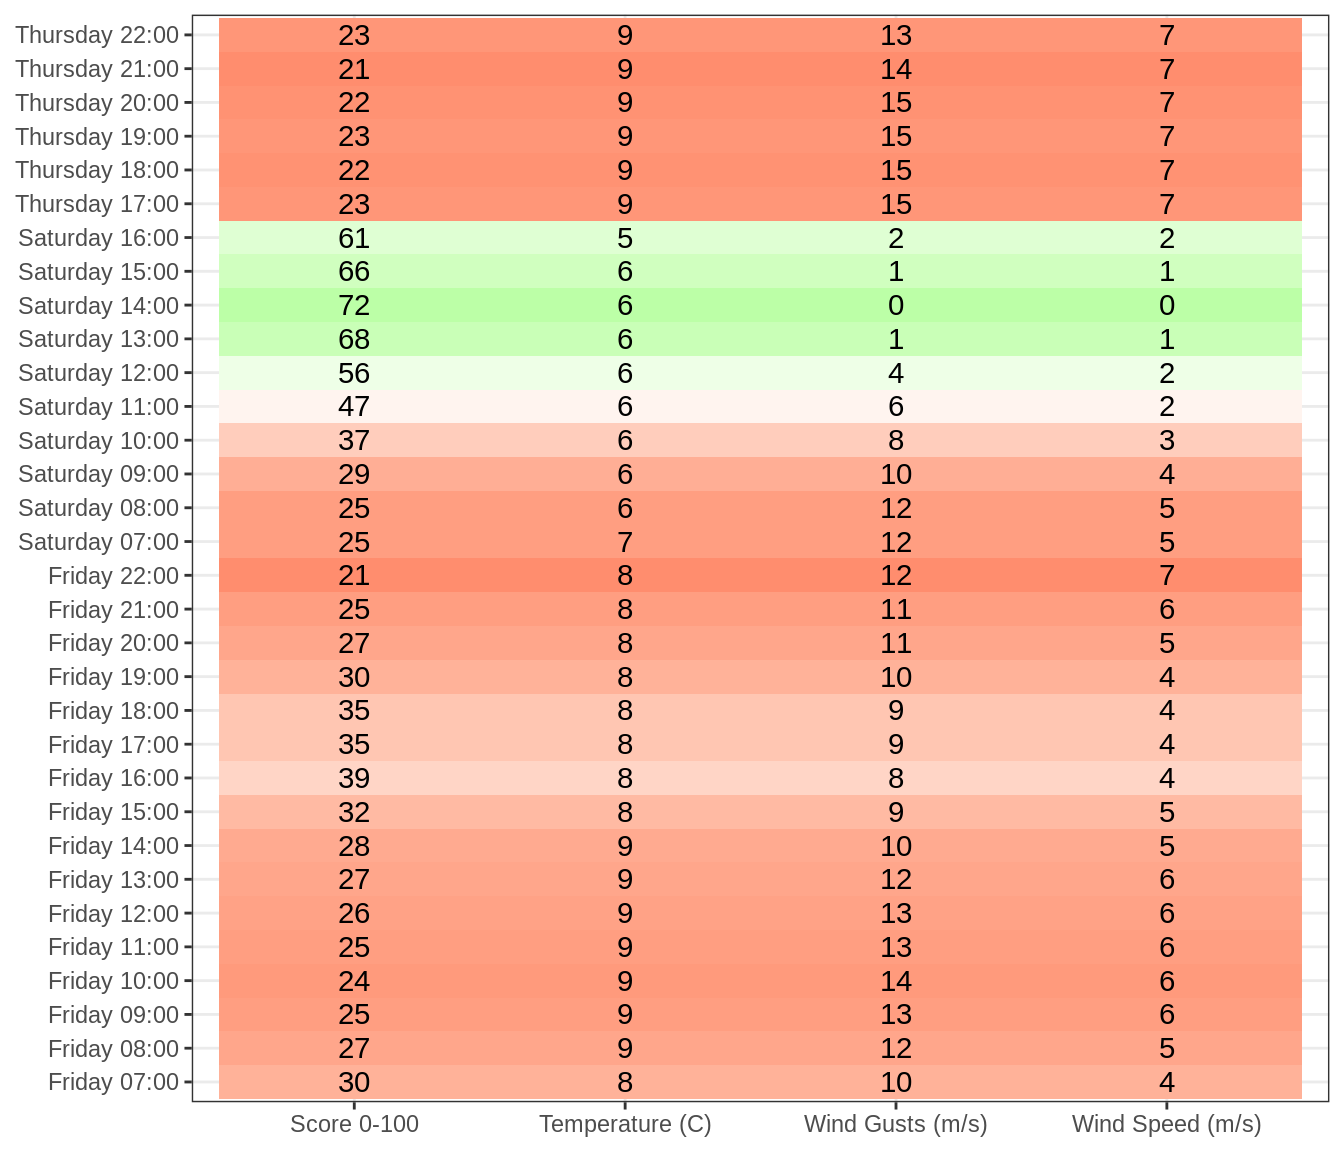 Thursday 22:00 23 9 13 7
Thursday 21:00 21 9 14 7
Thursday 20:00 22 9 15 7
Thursday 19:00 23 9 15 7
Thursday 18:00 22 9 15 7
Thursday 17:00 23 9 15 7
Saturday 16:00 61 5 2 2
Saturday 15:00 66 6 1 1
Saturday 14:00 72 6 0 0
Saturday 13:00 68 6 1 1
Saturday 12:00 56 6 4 2
Saturday 11:00 47 6 6 2
Saturday 10:00 37 6 8 3
Saturday 09:00 29 6 10 4
Saturday 08:00 25 6 12 5
Saturday 07:00 25 7 12 5
Friday 22:00 21 8 12 7
Friday 21:00 25 8 11 6
Friday 20:00 27 8 11 5
Friday 19:00 30 8 10 4
Friday 18:00 35 8 9 4
Friday 17:00 35 8 9 4
Friday 16:00 39 8 8 4
Friday 15:00 32 8 9 5
Friday 14:00 28 9 10 5
Friday 13:00 27 9 12 6
Friday 12:00 26 9 13 6
Friday 11:00 25 9 13 6
Friday 10:00 24 9 14 6
Friday 09:00 25 9 13 6
Friday 08:00 27 9 12 5
Friday 07:00 30 8 10 4
Score 0-100 Temperature (C) Wind Gusts (m/s) Wind Speed (m/s)